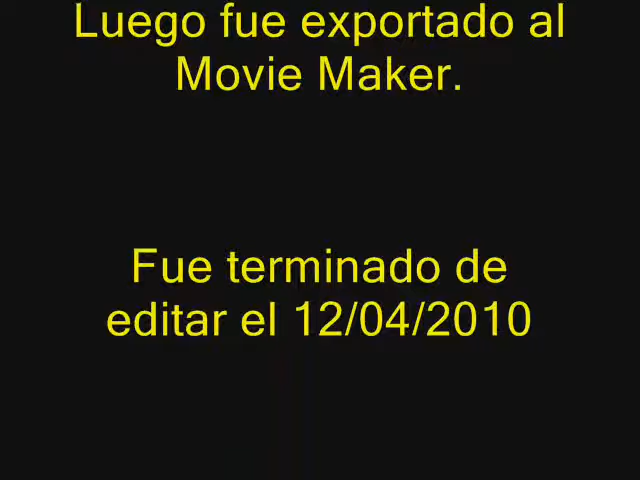 Luego fue exportado al
Movie Maker.
Fue terminado de
editar el 12/04/2010